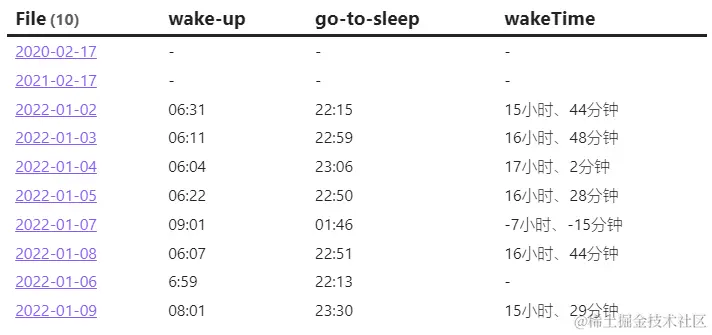 File (10) wake-up go-to-sleep wakeTime
2020-02-17 - - -
2021-02-17 - - -
2022-01-02 06:31 22:15 15小时、44分钟
2022-01-03 06:11 22:59 16小时、48分钟
2022-01-04 06:04 23:06 17小时、2分钟
2022-01-05 06:22 22:50 16小时、28分钟
2022-01-07 09:01 01:46 -7小时、-15分钟
2022-01-08 06:07 22:51 16小时、44分钟
2022-01-06 6:59 22:13 -
2022-01-09 08:01 23:30 15小时、29分钟
@稀土掘金技术社区